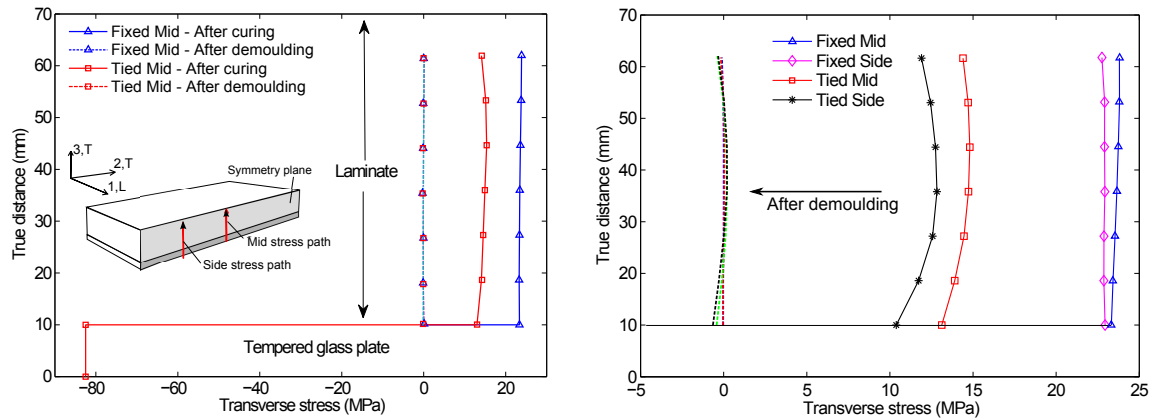 70
60
50
40
30
20
10
0
True distance (mm)
−80
−60
−40
−20
0
20
Transverse stress (MPa)
Fixed Mid - After curing
Fixed Mid - After demoulding
Tied Mid - After curing
Tied Mid - After demoulding
Laminate
3,T
2,T
1,L
Symmetry plane
Mid stress path
Side stress path
Tempered glass plate
70
60
50
40
30
20
10
0
True distance (mm)
−5
0
5
10
15
20
25
Transverse stress (MPa)
Fixed Mid
Fixed Side
Tied Mid
Tied Side
After demoulding